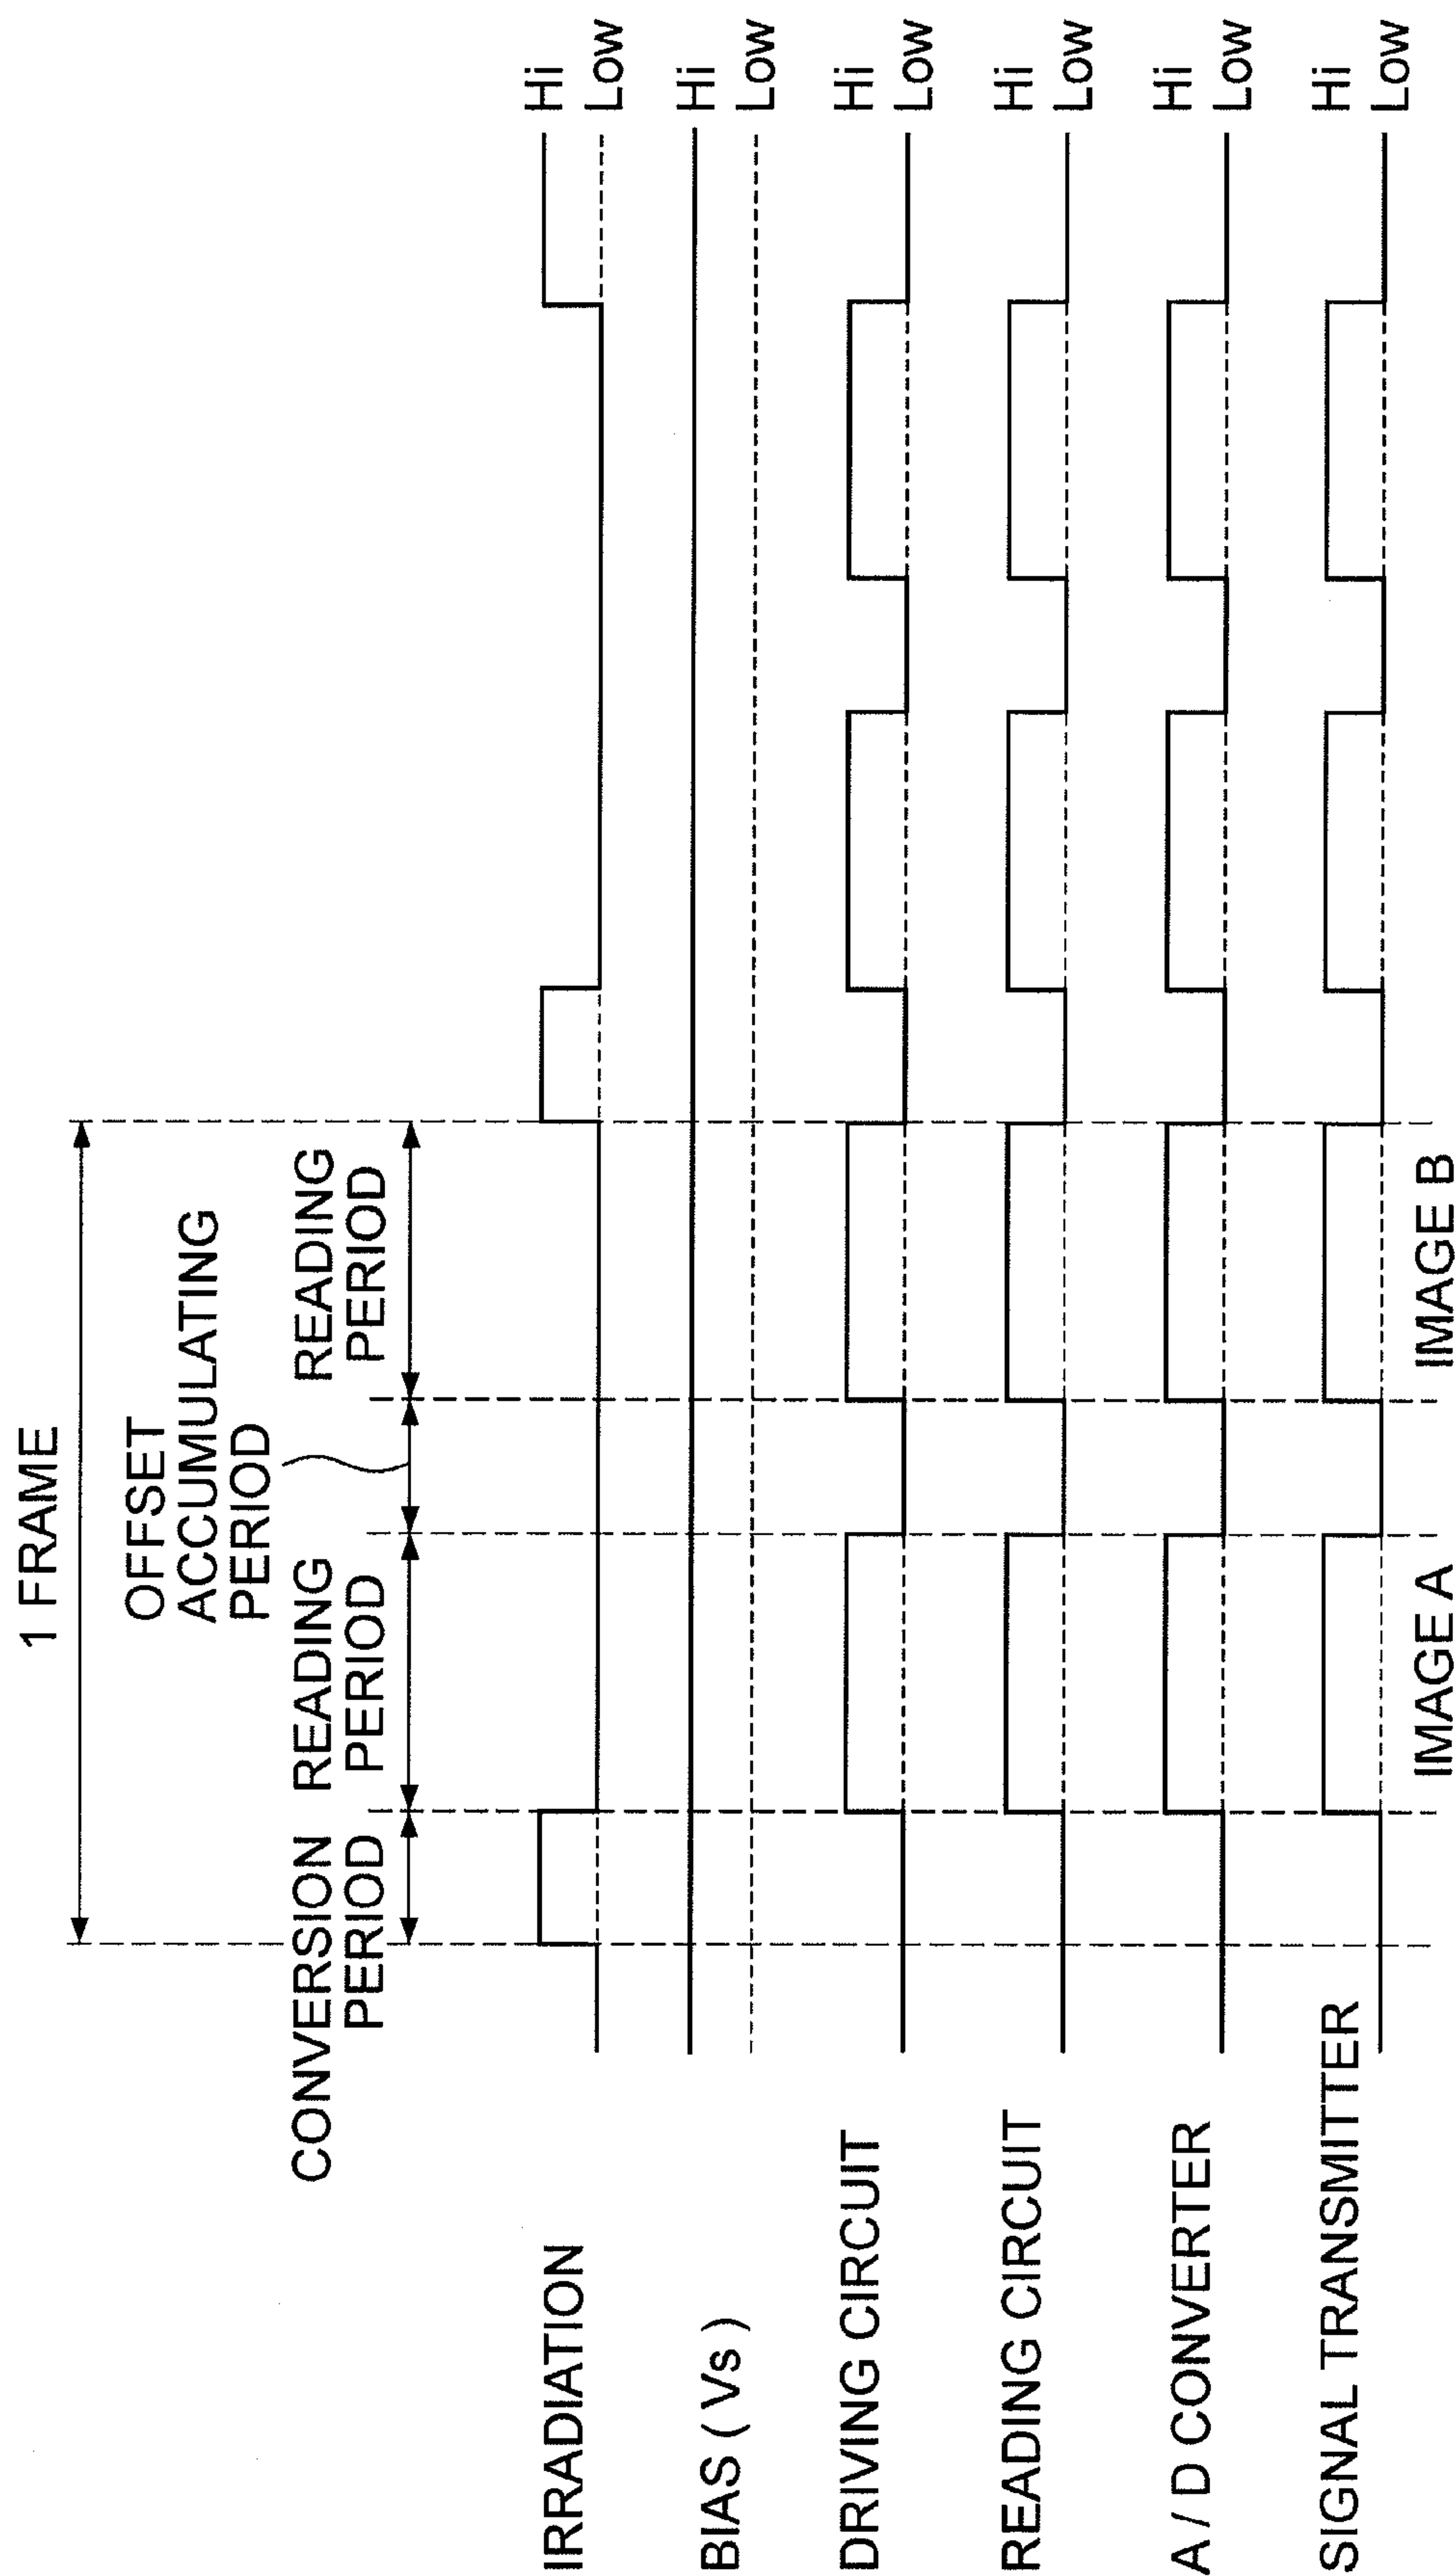 1 FRAME
OFFSET
ACCUMULATING
PERIOD
CONVERSION
PERIOD
READING
PERIOD
READING
PERIOD
IRRADIATION
Hi
Low
BIAS ( Vs )
Hi
Low
DRIVING CIRCUIT
Hi
Low
READING CIRCUIT
Hi
Low
A / D CONVERTER
Hi
Low
SIGNAL TRANSMITTER
Hi
Low
IMAGE A
IMAGE B